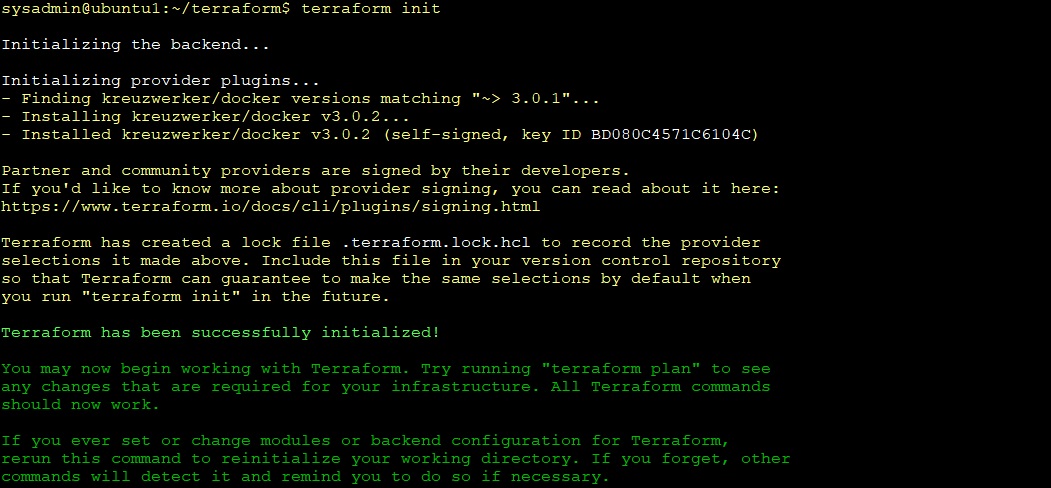 sysadmin@ubuntu1:~/terraform$ terraform init
Initializing the backend...
Initializing provider plugins...
- Finding kreuzwerker/docker versions matching "~> 3.0.1"...
- Installing kreuzwerker/docker v3.0.2...
- Installed kreuzwerker/docker v3.0.2 (self-signed, key ID BD080C4571C6104C)
Partner and community providers are signed by their developers.
If you'd like to know more about provider signing, you can read about it here:
https://www.terraform.io/docs/cli/plugins/signing.html
Terraform has created a lock file .terraform.lock.hcl to record the provider
selections it made above. Include this file in your version control repository
so that Terraform can guarantee to make the same selections by default when
you run "terraform init" in the future.
Terraform has been successfully initialized!
You may now begin working with Terraform. Try running "terraform plan" to see
any changes that are required for your infrastructure. All Terraform commands
should now work.
If you ever set or change modules or backend configuration for Terraform,
rerun this command to reinitialize your working directory. If you forget, other
commands will detect it and remind you to do so if necessary.